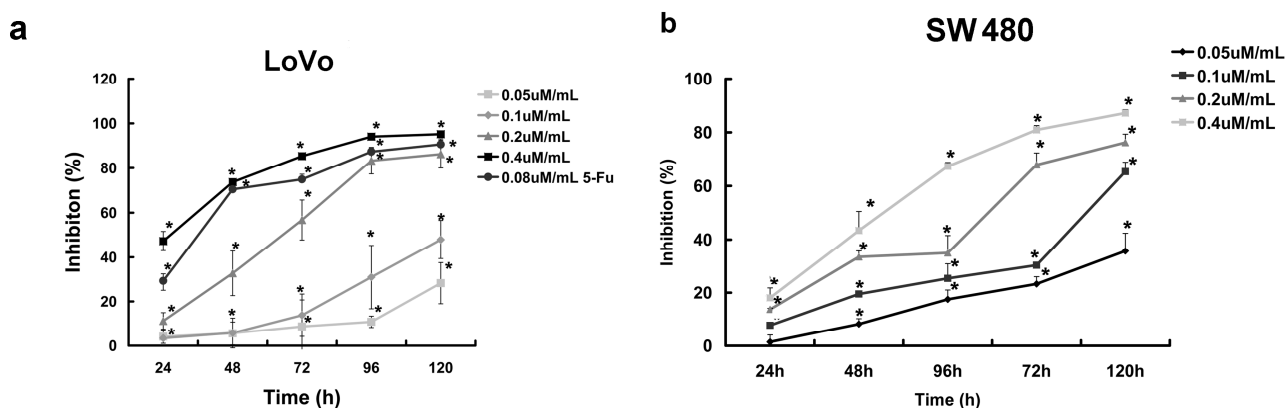 a
LoVo
Inhibiton (%)
120
100
80
60
40
20
0
24 48 72 96 120
Time (h)
0.05uM/mL
0.1uM/mL
0.2uM/mL
0.4uM/mL
0.08uM/mL 5-Fu
b
SW480
Inhibition (%)
100
80
60
40
20
0
24h 48h 96h 72h 120h
Time (h)
0.05uM/mL
0.1uM/mL
0.2uM/mL
0.4uM/mL